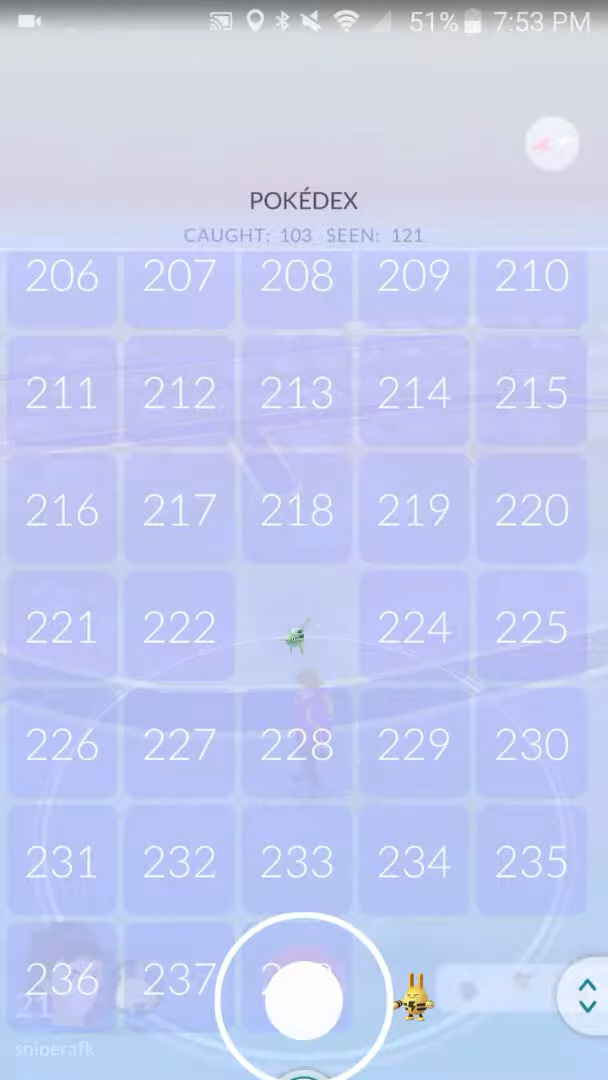 51% 7:53 PM
POKÉDEX
CAUGHT: 103 SEEN: 121
206 207 208 209 210
211 212 213 214 215
216 217 218 219 220
221 222 224 225
226 227 228 229 230
231 232 233 234 235
236 237
21
sniperafk